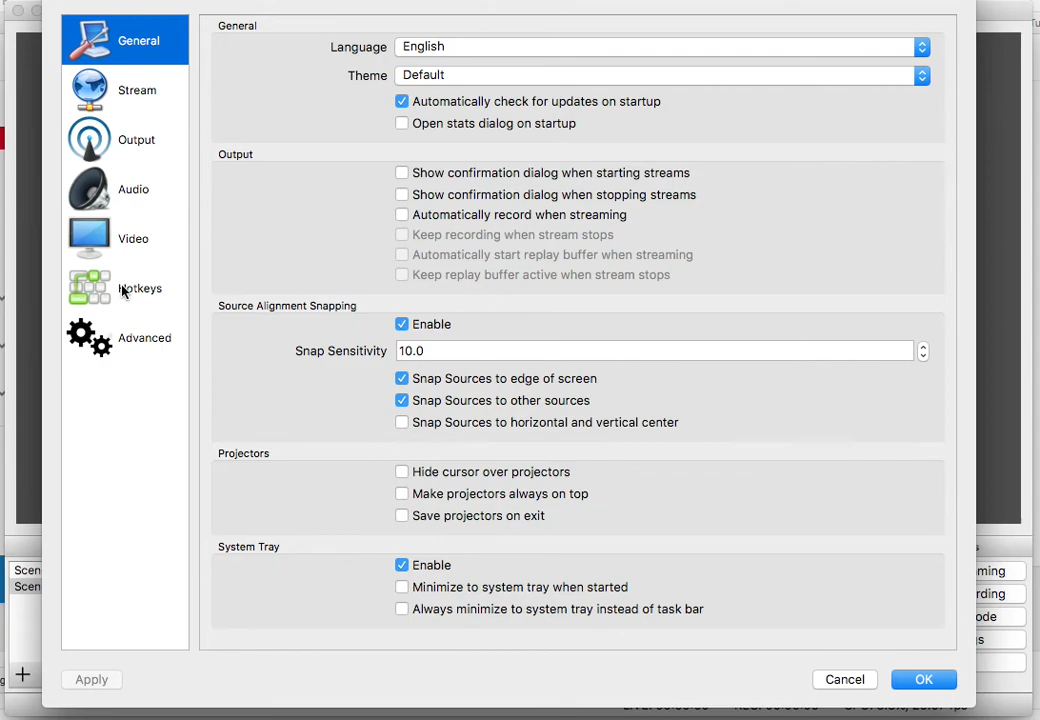 General
Stream
Output
Audio
Video
Hotkeys
Advanced
General
Language English
Theme Default
Automatically check for updates on startup
Open stats dialog on startup
Output
Show confirmation dialog when starting streams
Show confirmation dialog when stopping streams
Automatically record when streaming
Keep recording when stream stops
Automatically start replay buffer when streaming
Keep replay buffer active when stream stops
Source Alignment Snapping
Enable
Snap Sensitivity 10.0
Snap Sources to edge of screen
Snap Sources to other sources
Snap Sources to horizontal and vertical center
Projectors
Hide cursor over projectors
Make projectors always on top
Save projectors on exit
System Tray
Enable
Minimize to system tray when started
Always minimize to system tray instead of task bar
Scen
Scen
ming
rding
ode
gs
Apply
Cancel
OK